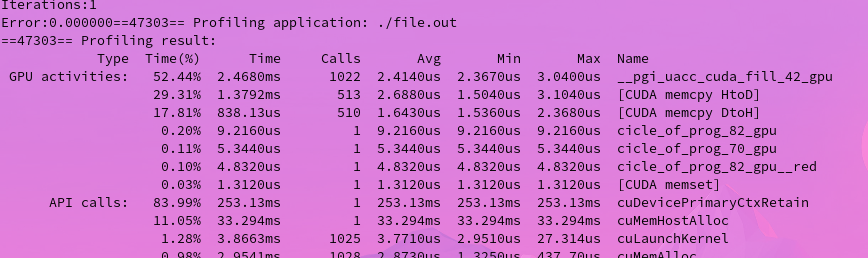 Iterations:1
Error:0.000000==47303== Profiling application: ./file.out
==47303== Profiling result:
Type Time(%) Time Calls Avg Min Max Name
GPU activities: 52.44% 2.4680ms 1022 2.4140us 2.3670us 3.0400us __pgi_uacc_cuda_fill_42_gpu
29.31% 1.3792ms 513 2.6880us 1.5040us 3.1040us [CUDA memcpy HtoD]
17.81% 838.13us 510 1.6430us 1.5360us 2.3680us [CUDA memcpy DtoH]
0.20% 9.2160us 1 9.2160us 9.2160us 9.2160us cicle_of_prog_82_gpu
0.11% 5.3440us 1 5.3440us 5.3440us 5.3440us cicle_of_prog_70_gpu
0.10% 4.8320us 1 4.8320us 4.8320us 4.8320us cicle_of_prog_82_gpu__red
0.03% 1.3120us 1 1.3120us 1.3120us 1.3120us [CUDA memset]
API calls: 83.99% 253.13ms 1 253.13ms 253.13ms 253.13ms cuDevicePrimaryCtxRetain
11.05% 33.294ms 1 33.294ms 33.294ms 33.294ms cuMemHostAlloc
1.28% 3.8663ms 1025 3.7710us 2.9510us 27.314us cuLaunchKernel
0.98% 2.9541ms 1028 2.8730us 1.3250us 437.70us cuMemAlloc